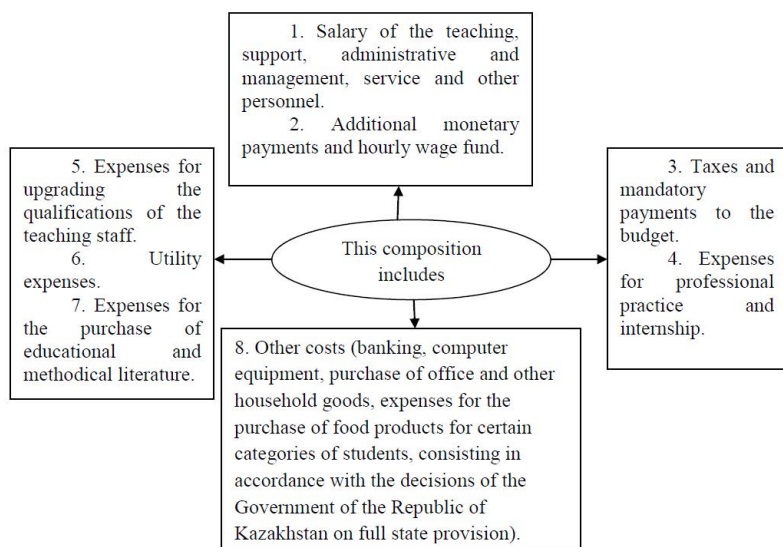 1. Salary of the teaching,
support, administrative and
management, service and other
personnel.
2. Additional monetary
payments and hourly wage fund.
5. Expenses for
upgrading the
qualifications of the
teaching staff.
6. Utility
expenses.
7. Expenses for
the purchase of
educational and
methodical literature.
This composition
includes
3. Taxes and
mandatory
payments to the
budget.
4. Expenses
for professional
practice and
internship.
8. Other costs (banking, computer
equipment, purchase of office and other
household goods, expenses for the
purchase of food products for certain
categories of students, consisting in
accordance with the decisions of the
Government of the Republic of
Kazakhstan on full state provision).